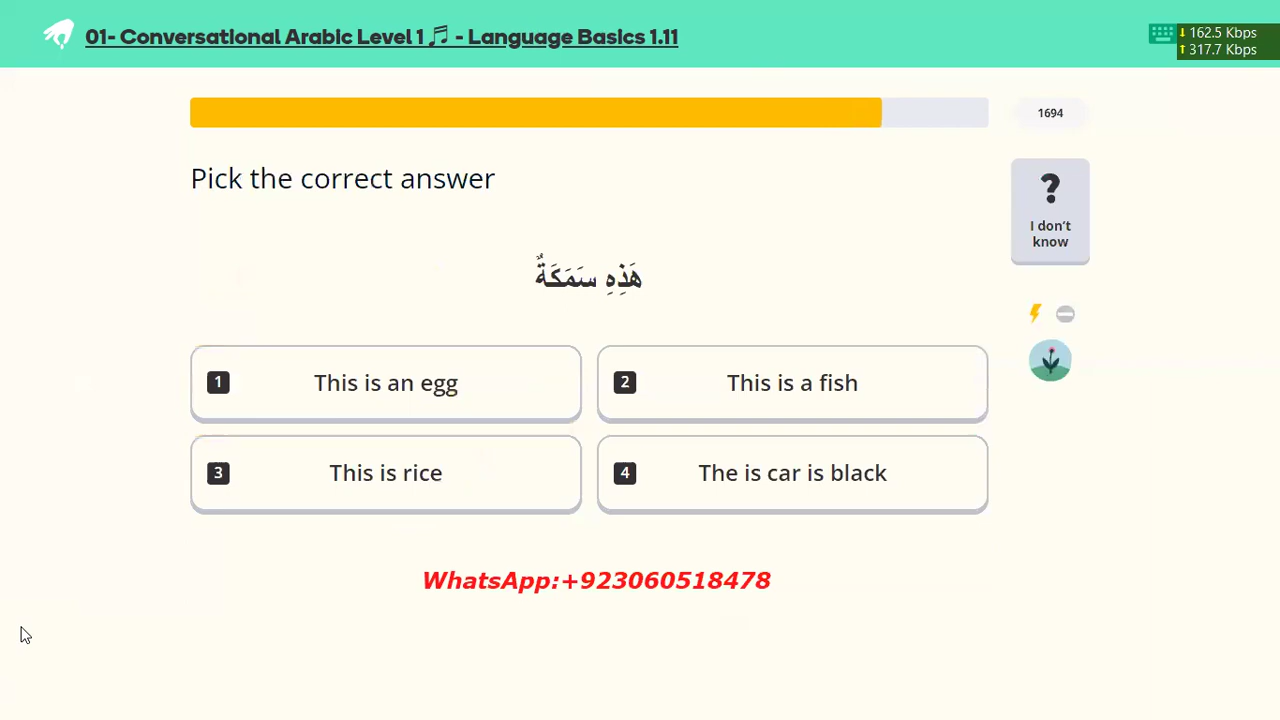 01- Conversational Arabic Level 1 🎵 - Language Basics 1.11
↓ 162.5 Kbps
↑ 317.7 Kbps
1694
Pick the correct answer
?
I don't
know
هَذِهِ سَمَكَةٌ
1 This is an egg
2 This is a fish
3 This is rice
4 The is car is black
WhatsApp:+923060518478